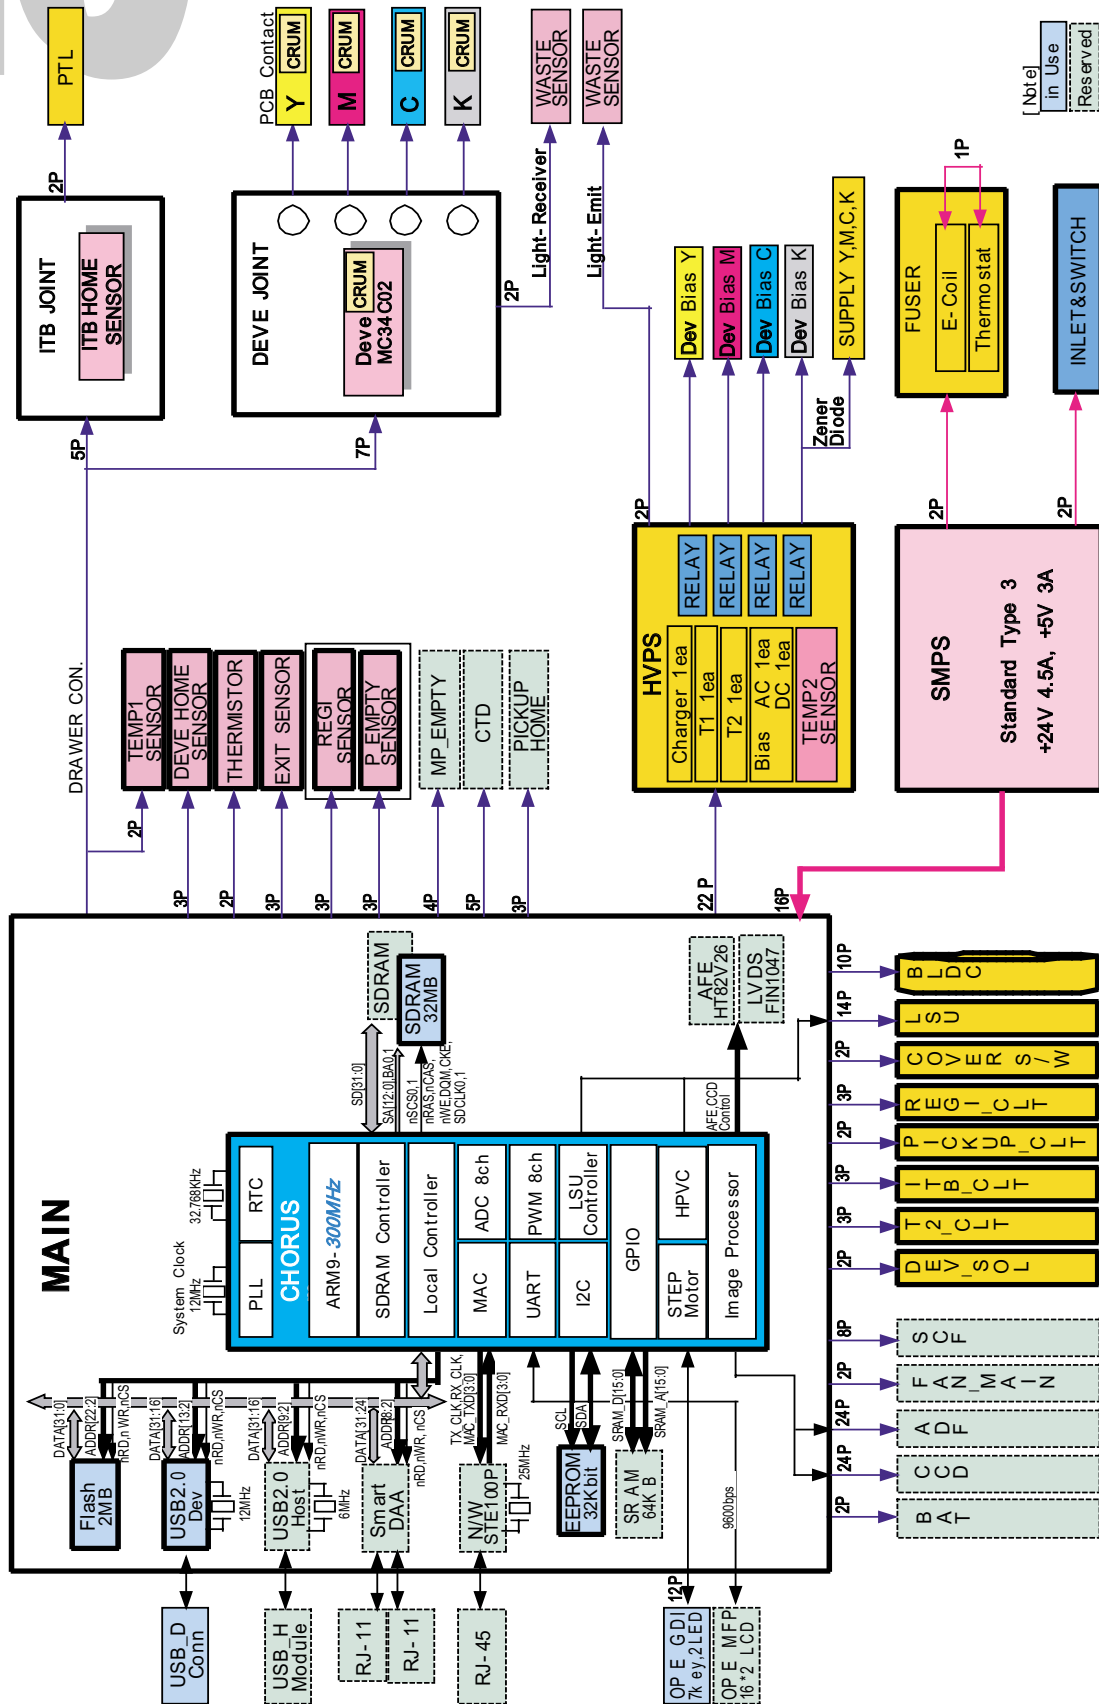 PTL
2P
ITB JOINT
ITB HOME
SENSOR
5P
PCB Contact
Y
CRUM
M
CRUM
C
CRUM
K
CRUM
DEVE JOINT
CRUM
Deve
MC34C02
7P
2P
WASTE
SENSOR
WASTE
SENSOR
Light- Receiver
Light- Emit
Dev Bias Y
Dev Bias M
Dev Bias C
Dev Bias K
SUPPLY Y,M,C,K
Zener
Diode
2P
FUSER
E- Coil
Thermostat
1P
INLET&SWITCH
[ Note]
in Use
Reserved
2P
2P
HVPS
RELAY
RELAY
RELAY
RELAY
Charger 1ea
T1 1ea
T2 1ea
Bias AC 1ea
DC 1ea
TEMP2
SENSOR
22 P
SMPS
Standard Type 3
+24V 4.5A, +5V 3A
16P
DRAWER CON.
TEMP1
SENSOR
DEVE HOME
SENSOR
THERMISTOR
EXIT SENSOR
REGI
SENSOR
P_EMPTY
SENSOR
MP_EMPTY
CTD
PICKUP
HOME
2P
3P
2P
3P
3P
3P
4P
5P
3P
MAIN
System Clock
12MHz
32.768KHz
PLL
RTC
CHORUS
ARM9- 300MHz
SDRAM Controller
Local Controller
MAC
ADC 8ch
UART
PWM 8ch
I2C
LSU
Controller
GPIO
STEP
Motor
HPVC
Image Processor
SDRAM
SDRAM
32MB
SD[31:0]
SA[12:0],BA0,1
nSCS0,1
nRAS,nCAS,
nWE,DQM,CKE,
SDCLK0,1
AFE
HT82V26
LVDS
FIN1047
AFE,CCD
Control
DATA[31:0]
ADDR[22:2]
nRD,nWR,nCS
DATA[31:16]
ADDR[13:2]
nRD,nWR,nCS
DATA[31:16]
ADDR[9:2]
nRD,nWR,nCS
DATA[31:24]
ADDR[8:2]
nRD,nWR, nCS
TX_CLK,RX_CLK,
MAC_TXD[3:0]
MAC_RXD[3:0]
SCL
SDA
SRAM_D[15:0]
SRAM_A[15:0]
Flash
2MB
USB2.0
Dev
12MHz
USB2.0
Host
6MHz
Smart
DAA
N/W
STE100P
25MHz
EEPROM
32Kbit
SR AM
64K B
9600bps
12P
USB_D
Conn
USB_H
Module
RJ- 11
RJ- 11
RJ- 45
OP E GDI
7k ey,2LED
OP E MFP
16 *2 LCD
10P
BLDC
14P
LSU
2P
COVER S/W
3P
REGI_CLT
2P
PICKUP_CLT
3P
ITB_CLT
3P
T2_CLT
2P
DEV_SOL
8P
SCF
2P
FAN_MAIN
24P
ADF
24P
CCD
2P
BAT